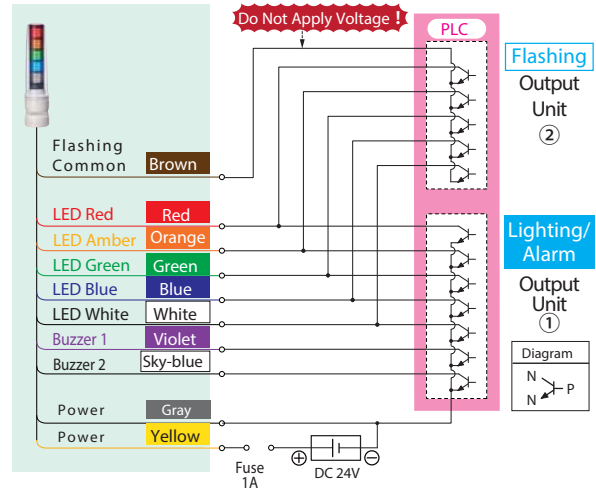 Do Not Apply Voltage !
PLC
Flashing
Output
Unit
②
Flashing
Common
Brown
LED Red
Red
LED Amber
Orange
LED Green
Green
LED Blue
Blue
LED White
White
Buzzer 1
Violet
Buzzer 2
Sky-blue
Power
Gray
Power
Yellow
Fuse
1A
⊕
⊖
DC 24V
Lighting/
Alarm
Output
Unit
①
Diagram
N
P
N